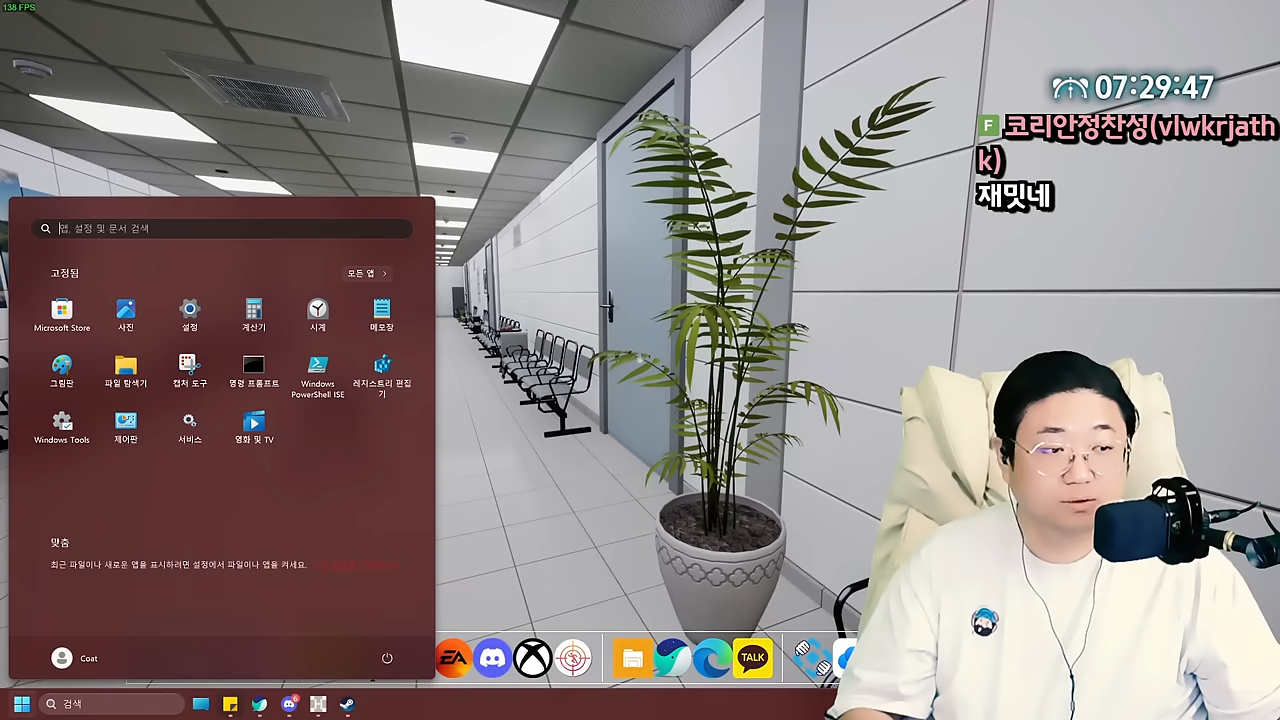 138 FPS
07:29:47
F 코리안정찬성(vlwkrjath
k)
재밋네
앱, 설정 및 문서 검색
고정됨
모든 앱 >
Microsoft Store
사진
설정
계산기
시계
메모장
그림판
파일 탐색기
캡처 도구
명령 프롬프트
Windows
PowerShell ISE
레지스트리 편집
기
Windows Tools
제어판
서비스
영화 및 TV
맞춤
최근 파일이나 새로운 앱을 표시하려면 설정에서 파일이나 앱을 켜세요.
Coat
EA
TALK
검색